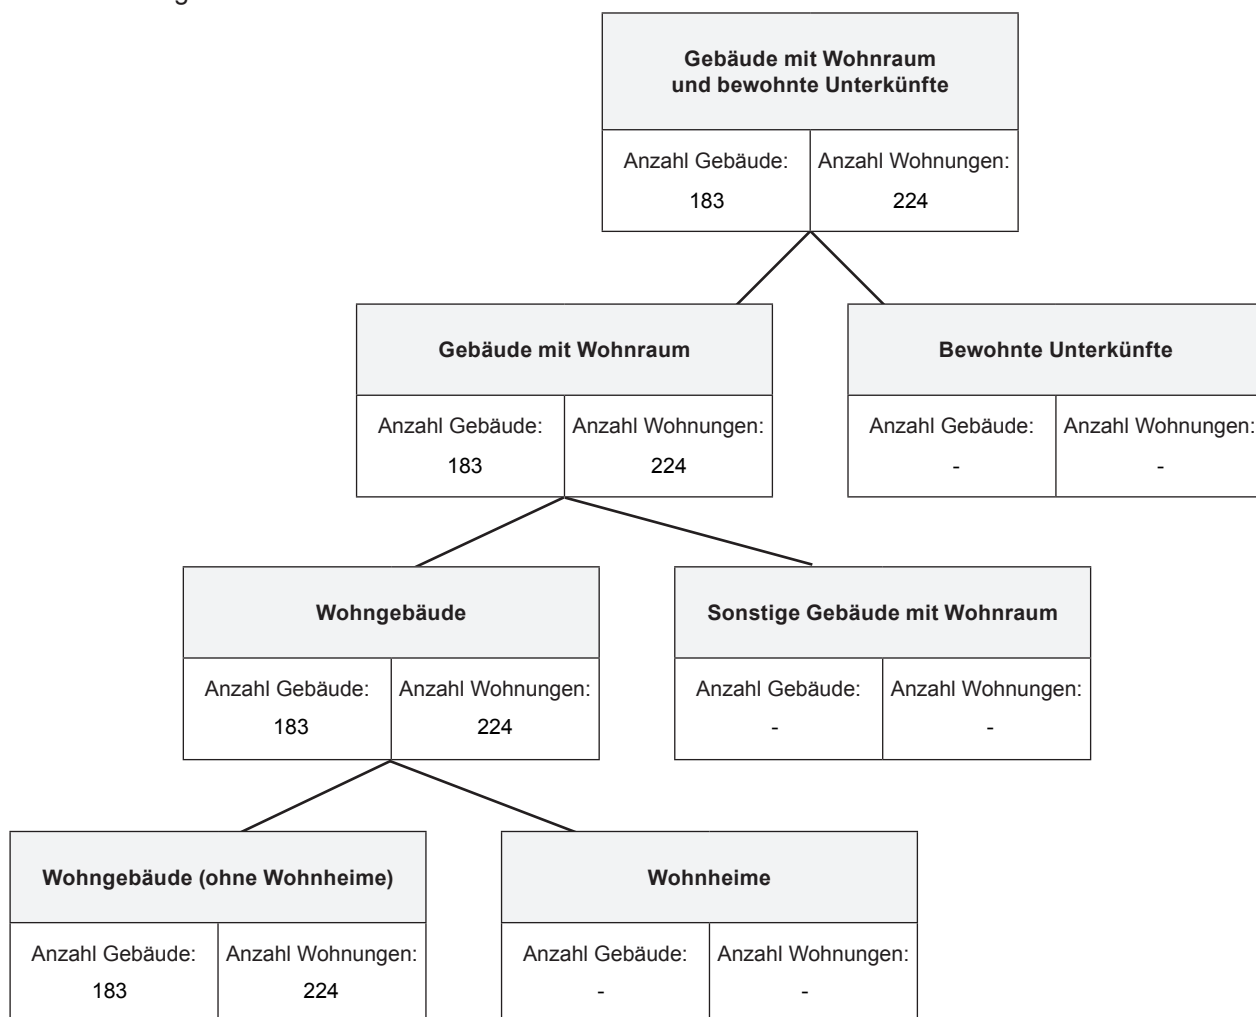 Gebäude mit Wohnraum
und bewohnte Unterkünfte
Anzahl Gebäude: Anzahl Wohnungen:
183 224
Gebäude mit Wohnraum
Anzahl Gebäude: Anzahl Wohnungen:
183 224
Bewohnte Unterkünfte
Anzahl Gebäude: Anzahl Wohnungen:
- -
Wohngebäude
Anzahl Gebäude: Anzahl Wohnungen:
183 224
Sonstige Gebäude mit Wohnraum
Anzahl Gebäude: Anzahl Wohnungen:
- -
Wohngebäude (ohne Wohnheime)
Anzahl Gebäude: Anzahl Wohnungen:
183 224
Wohnheime
Anzahl Gebäude: Anzahl Wohnungen:
- -